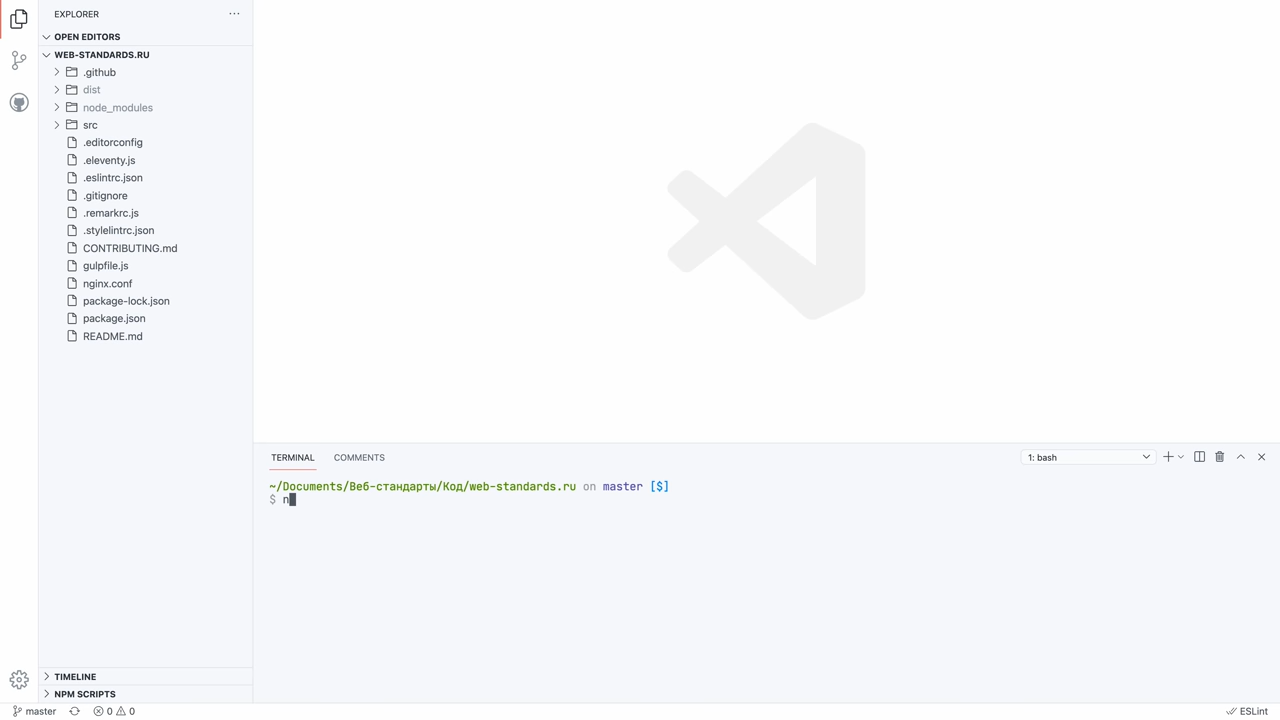 EXPLORER
OPEN EDITORS
WEB-STANDARDS.RU
.github
dist
node_modules
src
.editorconfig
.eleventy.js
.eslintrc.json
.gitignore
.remarkrc.js
.stylelintrc.json
CONTRIBUTING.md
gulpfile.js
nginx.conf
package-lock.json
package.json
README.md
TIMELINE
NPM SCRIPTS
TERMINAL COMMENTS 1: bash
~/Documents/Веб-стандарты/Код/web-standards.ru on master [$]
$ n
master 0 0 ESLint